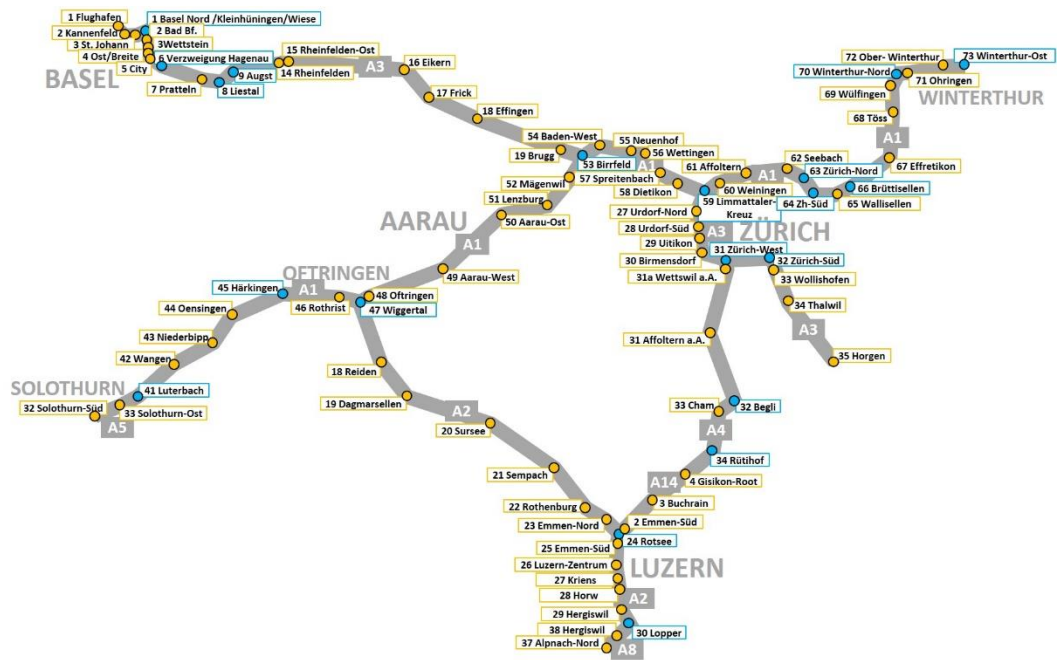 1 Flughafen
1 Basel Nord /Kleinhüningen/Wiese
2 Kannenfeld
2 Bad Bf.
3 St. Johann
3Wettstein
4 Ost/Breite
6 Verzweigung Hagenau
5 City
BASEL
7 Pratteln
8 Liestal
9 Augst
14 Rheinfelden
15 Rheinfelden-Ost
A3
16 Eikern
17 Frick
18 Effingen
19 Brugg
54 Baden-West
53 Birrfeld
55 Neuenhof
56 Wettingen
A1
57 Spreitenbach
58 Dietikon
61 Affoltern
60 Weiningen
59 Limmattaler-
Kreuz
A1
62 Seebach
63 Zürich-Nord
64 Zh-Süd
65 Wallisellen
66 Brüttisellen
67 Effretikon
A1
68 Töss
69 Wülfingen
70 Winterthur-Nord
71 Ohringen
72 Ober- Winterthur
73 Winterthur-Ost
WINTERTHUR
52 Mägenwil
51 Lenzburg
50 Aarau-Ost
AARAU
A1
49 Aarau-West
27 Urdorf-Nord
28 Urdorf-Süd
A3
ZÜRICH
29 Uitikon
30 Birmensdorf
31 Zürich-West
31a Wettswil a.A.
32 Zürich-Süd
33 Wollishofen
34 Thalwil
A3
35 Horgen
OFTRINGEN
45 Härkingen
A1
46 Rothrist
48 Oftringen
47 Wiggertal
44 Oensingen
43 Niederbipp
42 Wangen
SOLOTHURN
41 Luterbach
32 Solothurn-Süd
33 Solothurn-Ost
A5
18 Reiden
19 Dagmarsellen
A2
20 Sursee
21 Sempach
22 Rothenburg
23 Emmen-Nord
31 Affoltern a.A.
32 Begli
33 Cham
A4
34 Rütihof
4 Gisikon-Root
A14
3 Buchrain
2 Emmen-Süd
24 Rotsee
25 Emmen-Süd
LUZERN
26 Luzern-Zentrum
27 Kriens
28 Horw
A2
29 Hergiswil
30 Lopper
38 Hergiswil
37 Alpnach-Nord
A8